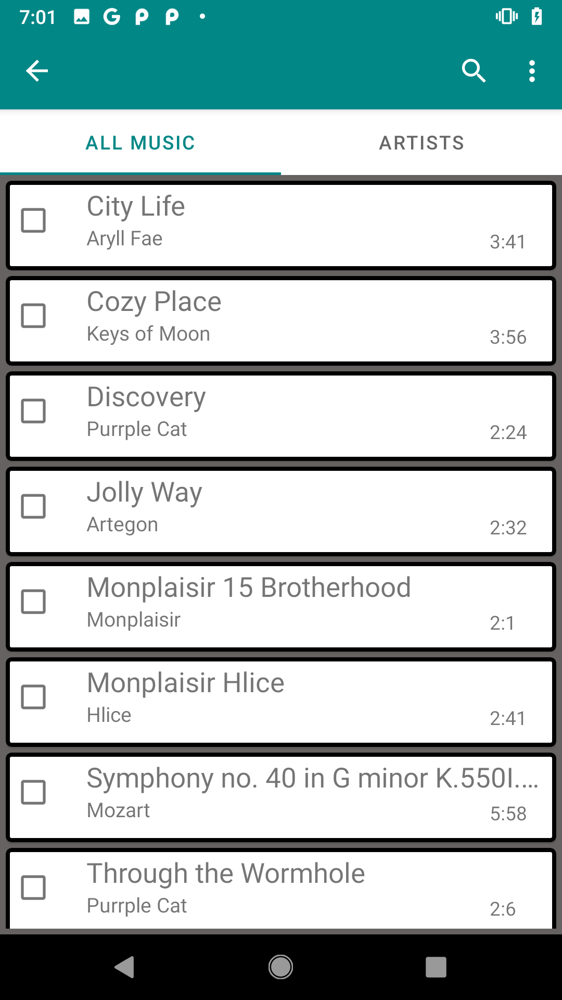 7:01
ALL MUSIC
ARTISTS
City Life
Aryll Fae
3:41
Cozy Place
Keys of Moon
3:56
Discovery
Purrple Cat
2:24
Jolly Way
Artegon
2:32
Monplaisir 15 Brotherhood
Monplaisir
2:1
Monplaisir Hlice
Hlice
2:41
Symphony no. 40 in G minor K.550I.…
Mozart
5:58
Through the Wormhole
Purrple Cat
2:6